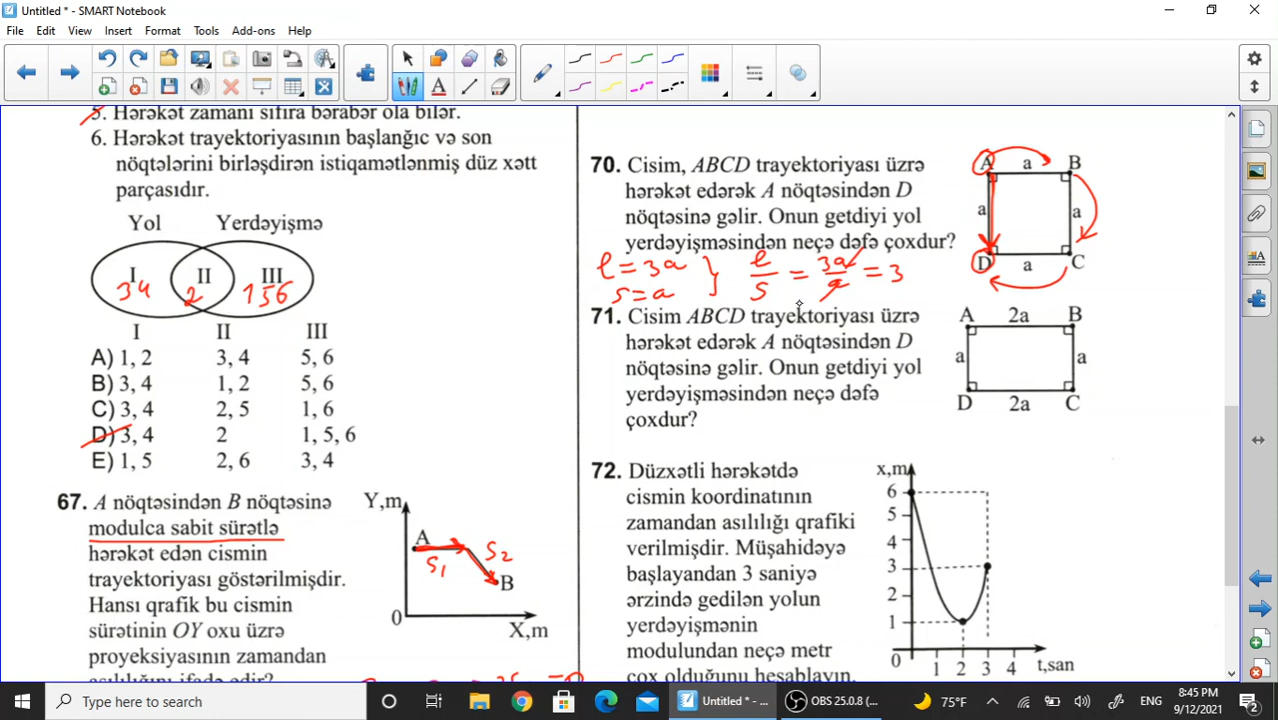 Untitled * - SMART Notebook
File Edit View Insert Format Tools Add-ons Help
5. Hərəkət zamanı sıfıra bərabər ola bilər.
6. Hərəkət trayektoriyasının başlanğıc və son
nöqtələrini birləşdirən istiqamətlənmiş düz xətt
parçasıdır.
Yol Yerdəyişmə
I II III
34 2 156
I II III
A) 1, 2 3, 4 5, 6
B) 3, 4 1, 2 5, 6
C) 3, 4 2, 5 1, 6
D) 3, 4 2 1, 5, 6
E) 1, 5 2, 6 3, 4
67. A nöqtəsindən B nöqtəsinə
modulca sabit sürətlə
hərəkət edən cismin
trayektoriyası göstərilmişdir.
Hansı qrafik bu cismin
sürətinin OY oxu üzrə
proyeksiyasının zamandan
asılılığını ifadə edir?
Y,m
A
S1
S2
B
0
X,m
70. Cisim, ABCD trayektoriyası üzrə
hərəkət edərək A nöqtəsindən D
nöqtəsinə gəlir. Onun getdiyi yol
yerdəyişməsindən neçə dəfə çoxdur?
A a B
a a
D a C
l = 3a } l/s = 3a/a = 3
s = a
71. Cisim ABCD trayektoriyası üzrə
hərəkət edərək A nöqtəsindən D
nöqtəsinə gəlir. Onun getdiyi yol
yerdəyişməsindən neçə dəfə
çoxdur?
A 2a B
a a
D 2a C
72. Düzxətli hərəkətdə
cismin koordinatının
zamandan asılılığı qrafiki
verilmişdir. Müşahidəyə
başlayandan 3 saniyə
ərzində gedilən yolun
yerdəyişmənin
modulundan neçə metr
çox olduğunu hesablayın.
x,m
6
5
4
3
2
1
0 1 2 3 4 t,san
Type here to search
Untitled * - ...
OBS 25.0.8 (...
75°F
ENG
8:45 PM
9/12/2021
2